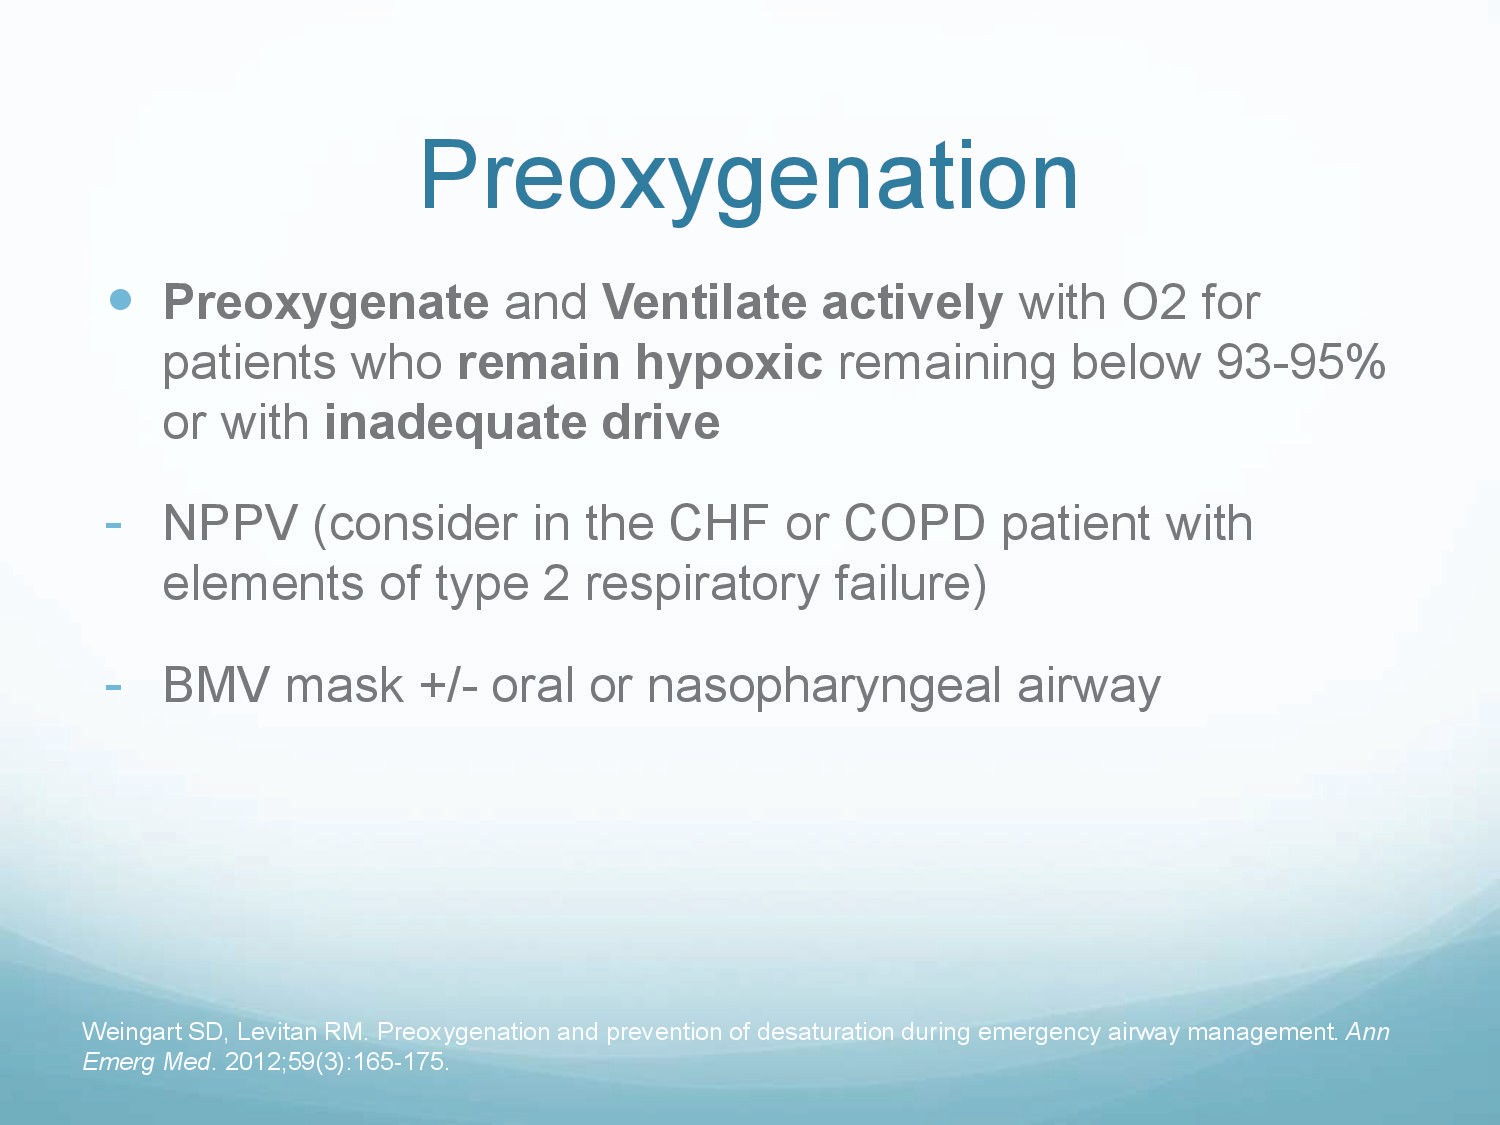 Preoxygenation
• Preoxygenate and Ventilate actively with O2 for
patients who remain hypoxic remaining below 93-95%
or with inadequate drive
- NPPV (consider in the CHF or COPD patient with
elements of type 2 respiratory failure)
- BMV mask +/- oral or nasopharyngeal airway
Weingart SD, Levitan RM. Preoxygenation and prevention of desaturation during emergency airway management. Ann
Emerg Med. 2012;59(3):165-175.